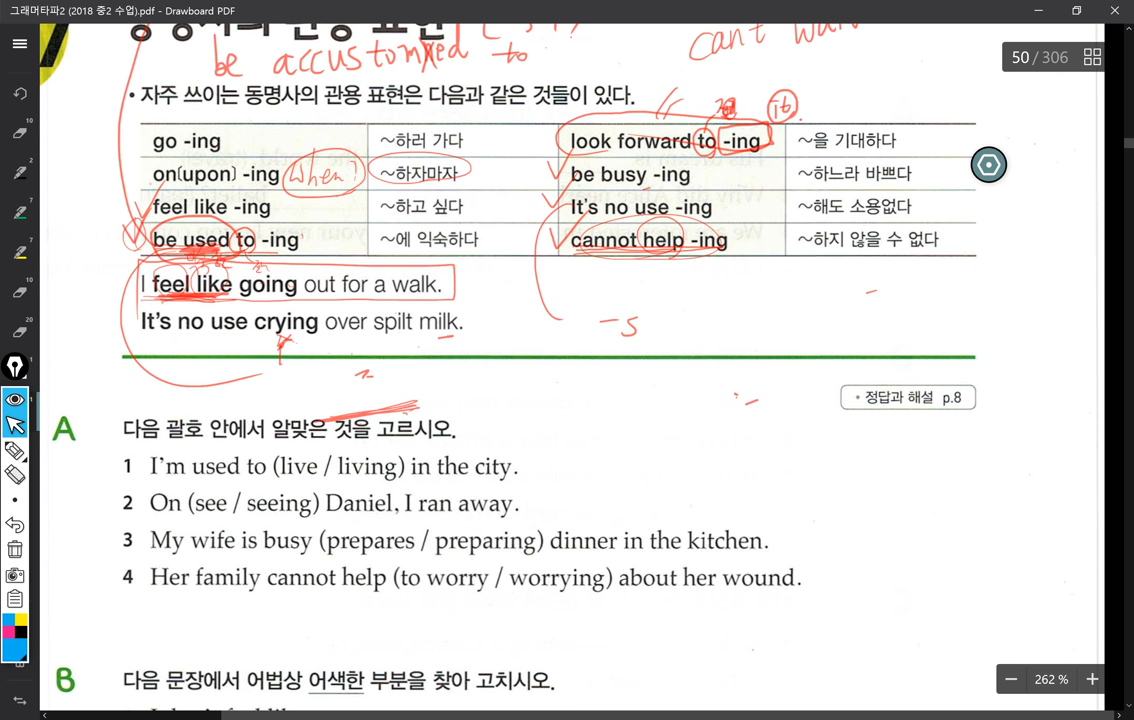 그래머타파2 (2018 중2 수업).pdf - Drawboard PDF
50 / 306
be accustomed to
can't
• 자주 쓰이는 동명사의 관용 표현은 다음과 같은 것들이 있다.
go -ing ~하러 가다 look forward to -ing ~을 기대하다
on(upon) -ing when? ~하자마자 be busy -ing ~하느라 바쁘다
feel like -ing ~하고 싶다 It's no use -ing ~해도 소용없다
be used to -ing ~에 익숙하다 cannot help -ing ~하지 않을 수 없다
I feel like going out for a walk.
It's no use crying over spilt milk.
• 정답과 해설 p.8
A 다음 괄호 안에서 알맞은 것을 고르시오.
1 I'm used to (live / living) in the city.
2 On (see / seeing) Daniel, I ran away.
3 My wife is busy (prepares / preparing) dinner in the kitchen.
4 Her family cannot help (to worry / worrying) about her wound.
B 다음 문장에서 어법상 어색한 부분을 찾아 고치시오.
262 %